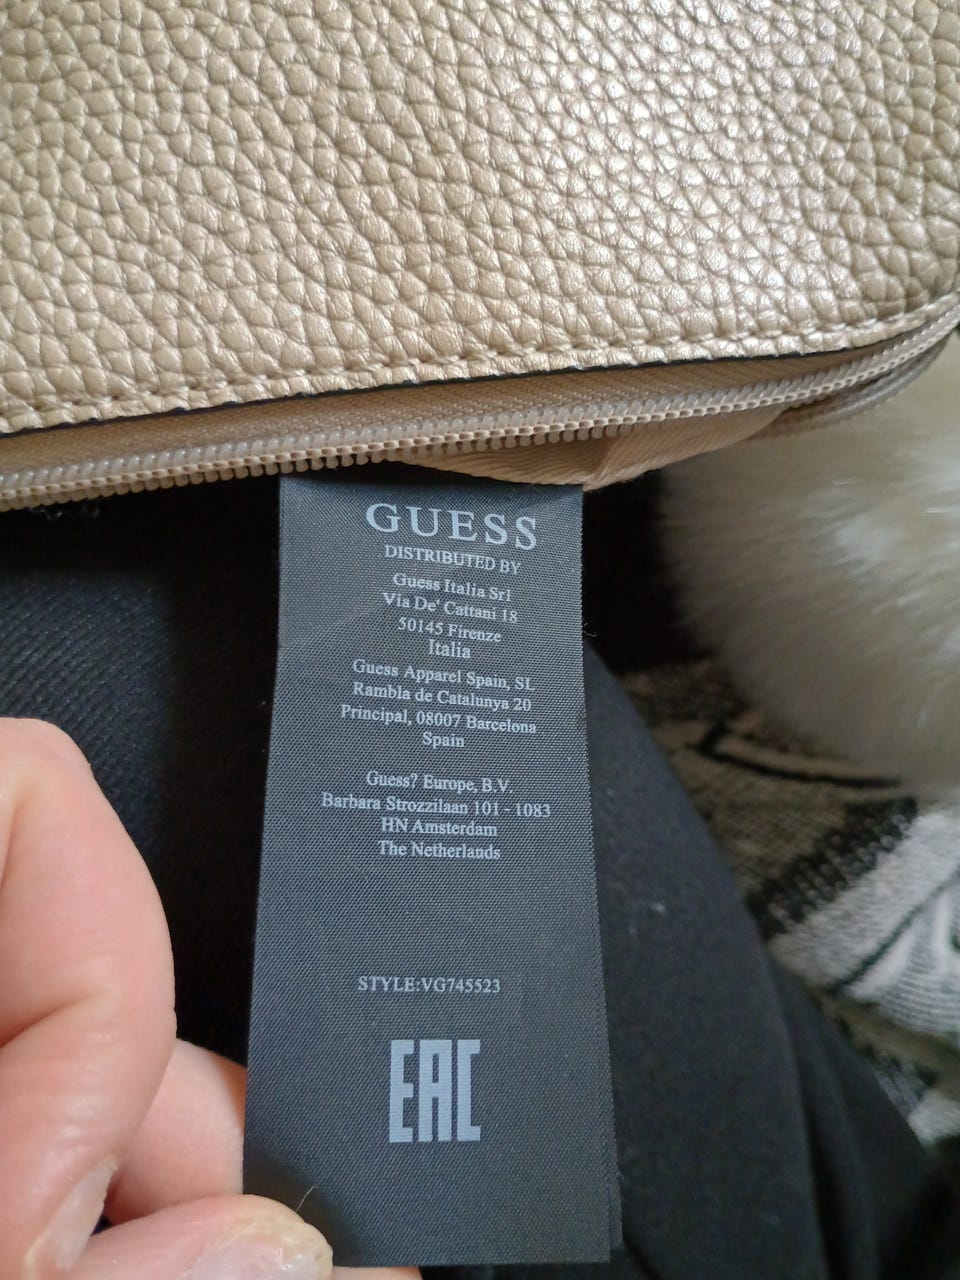 GUESS
DISTRIBUTED BY
Guess Italia Srl
Via De' Cattani 18
50145 Firenze
Italia
Guess Apparel Spain, SL
Rambla de Catalunya 20
Principal, 08007 Barcelona
Spain
Guess? Europe, B.V.
Barbara Strozzilaan 101 - 1083
HN Amsterdam
The Netherlands
STYLE:VG745523
EAC